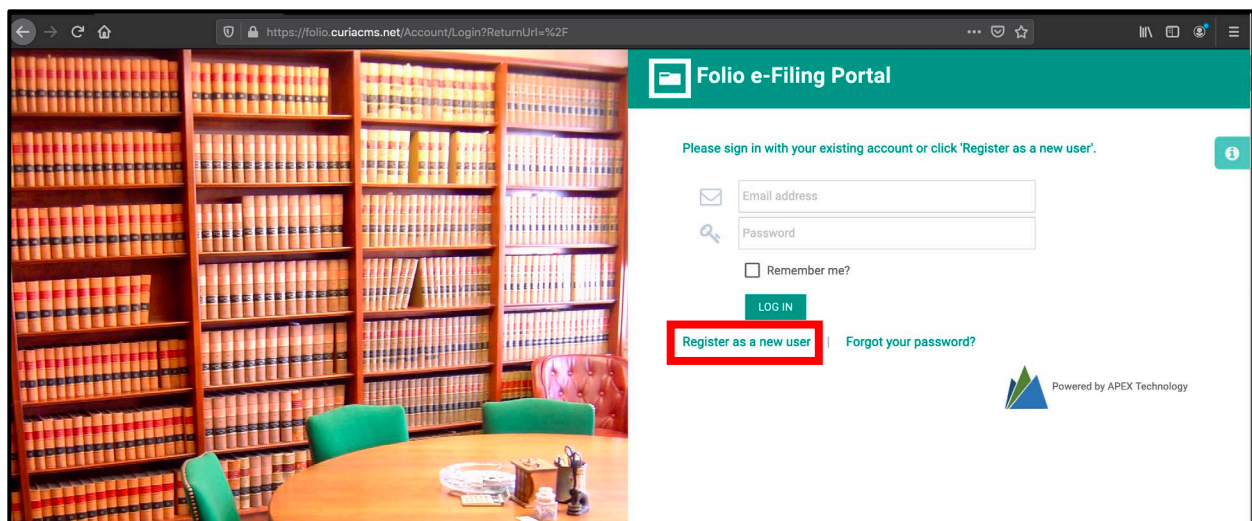 https://folio.curiacms.net/Account/Login?ReturnUrl=%2F
Folio e-Filing Portal
Please sign in with your existing account or click 'Register as a new user'.
Email address
Password
Remember me?
LOG IN
Register as a new user | Forgot your password?
Powered by APEX Technology